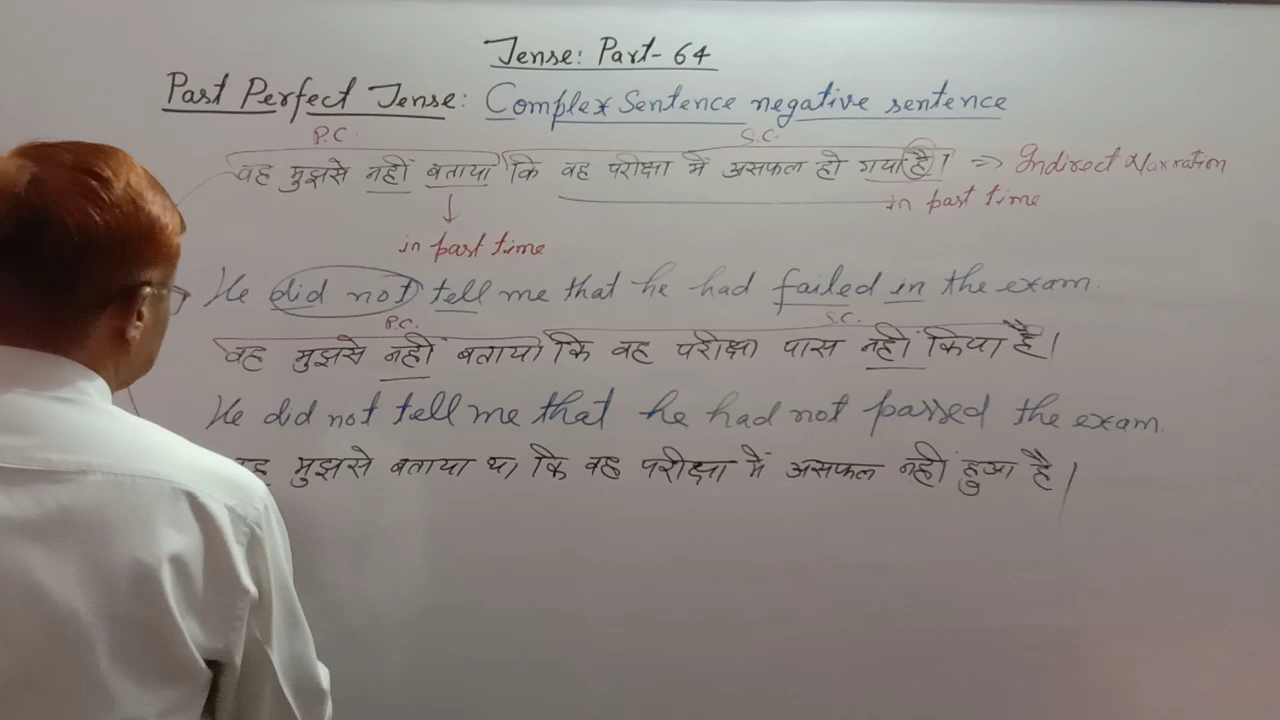 Tense: Part-64
Past Perfect Tense: Complex Sentence negative sentence
P.C. S.C.
वह मुझसे नहीं बताया कि वह परीक्षा में असफल हो गया है। => Indirect Narration
in past time
in past time
He did not tell me that he had failed in the exam.
P.C. S.C.
वह मुझसे नहीं बताया कि वह परीक्षा पास नहीं किया है।
He did not tell me that he had not passed the exam.
वह मुझसे बताया था कि वह परीक्षा में असफल नहीं हुआ है।